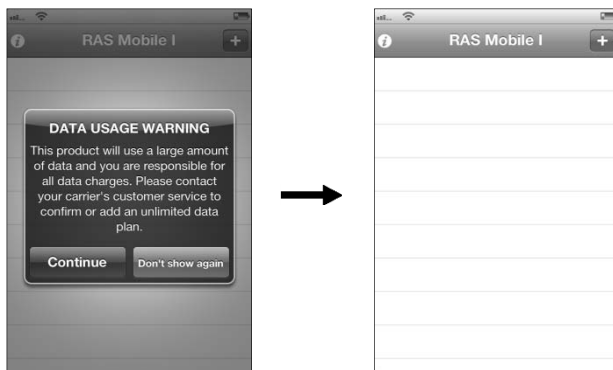 RAS Mobile I
+
DATA USAGE WARNING
This product will use a large amount
of data and you are responsible for
all data charges. Please contact
your carrier's customer service to
confirm or add an unlimited data
plan.
Continue
Don't show again
RAS Mobile I
+